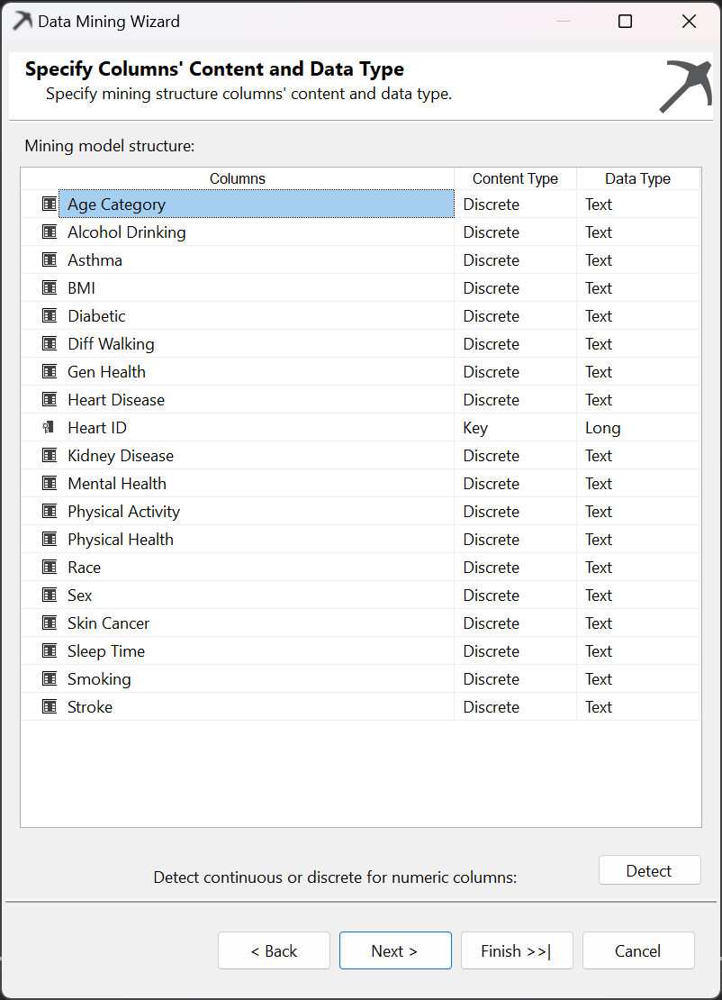 Data Mining Wizard
Specify Columns' Content and Data Type
Specify mining structure columns' content and data type.
Mining model structure:
Columns Content Type Data Type
Age Category Discrete Text
Alcohol Drinking Discrete Text
Asthma Discrete Text
BMI Discrete Text
Diabetic Discrete Text
Diff Walking Discrete Text
Gen Health Discrete Text
Heart Disease Discrete Text
Heart ID Key Long
Kidney Disease Discrete Text
Mental Health Discrete Text
Physical Activity Discrete Text
Physical Health Discrete Text
Race Discrete Text
Sex Discrete Text
Skin Cancer Discrete Text
Sleep Time Discrete Text
Smoking Discrete Text
Stroke Discrete Text
Detect continuous or discrete for numeric columns: Detect
< Back Next > Finish >>| Cancel